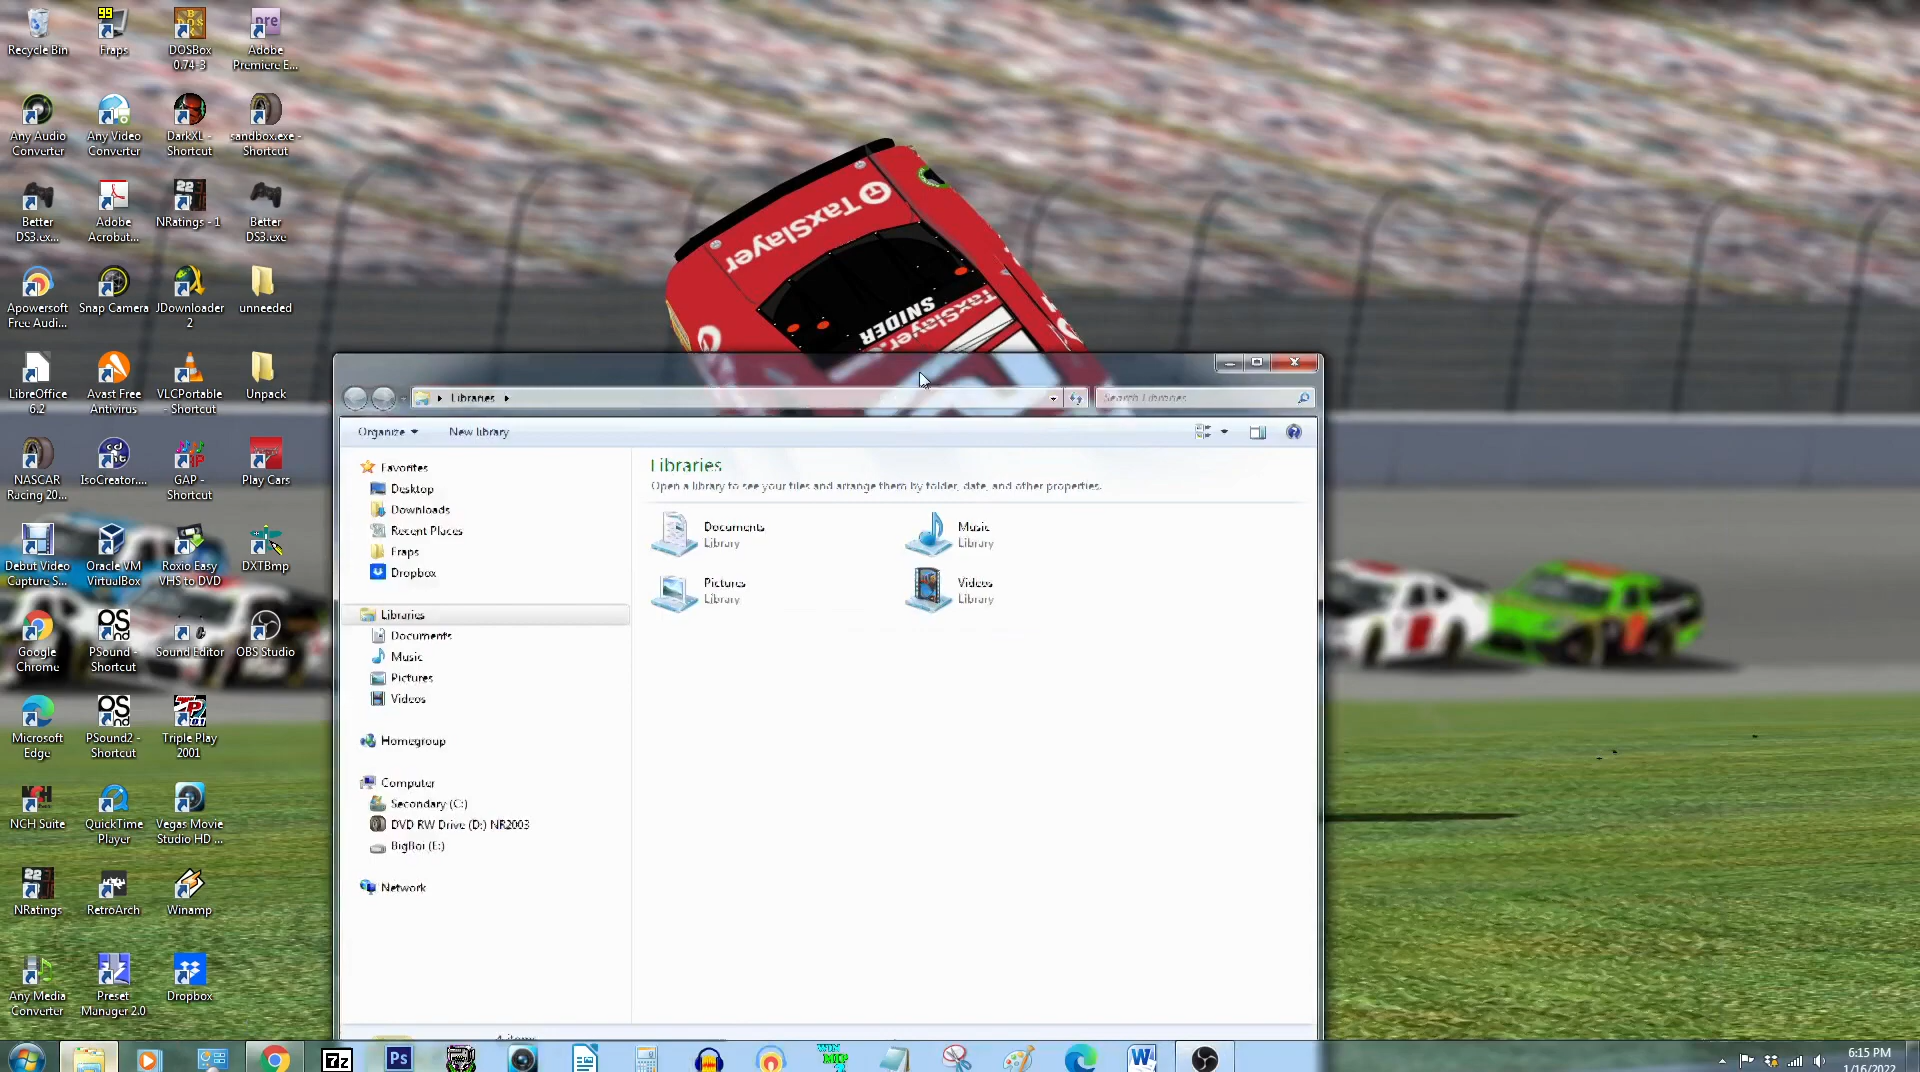 Recycle Bin
Fraps
DOSBox
0.74-3
Adobe
Premiere E...
Any Audio
Converter
Any Video
Converter
DarkXL -
Shortcut
sandbox.exe -
Shortcut
Better
DS3.ex...
Adobe
Acrobat...
NRatings - 1
Better
DS3.exe
Apowersoft
Free Audi...
Snap Camera
JDownloader
2
unneeded
LibreOffice
6.2
Avast Free
Antivirus
VLCPortable
- Shortcut
Unpack
NASCAR
Racing 20...
IsoCreator....
GAP -
Shortcut
Play Cars
Debut Video
Capture S...
Oracle VM
VirtualBox
Roxio Easy
VHS to DVD
DXTBmp
Google
Chrome
PSound -
Shortcut
Sound Editor
OBS Studio
Microsoft
Edge
PSound2 -
Shortcut
Triple Play
2001
NCH Suite
QuickTime
Player
Vegas Movie
Studio HD ...
NRatings
RetroArch
Winamp
Any Media
Converter
Preset
Manager 2.0
Dropbox
TaxSlayer
SNIDER
TaxSlayer
Libraries
Search Libraries
Organize
New library
Favorites
Desktop
Downloads
Recent Places
Fraps
Dropbox
Libraries
Documents
Music
Pictures
Videos
Homegroup
Computer
Secondary (C:)
DVD RW Drive (D:) NR2003
BigBoi (E:)
Network
Libraries
Open a library to see your files and arrange them by folder, date, and other properties.
Documents
Library
Music
Library
Pictures
Library
Videos
Library
4 items
7z
Ps
W
6:15 PM
1/16/2022